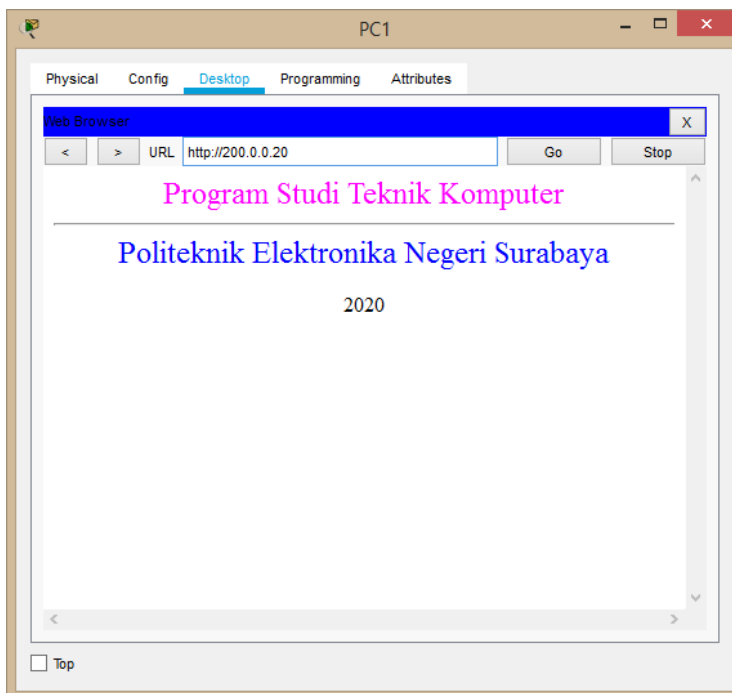 PC1
Physical Config Desktop Programming Attributes
Web Browser X
< > URL http://200.0.0.20 Go Stop
Program Studi Teknik Komputer
Politeknik Elektronika Negeri Surabaya
2020
Top